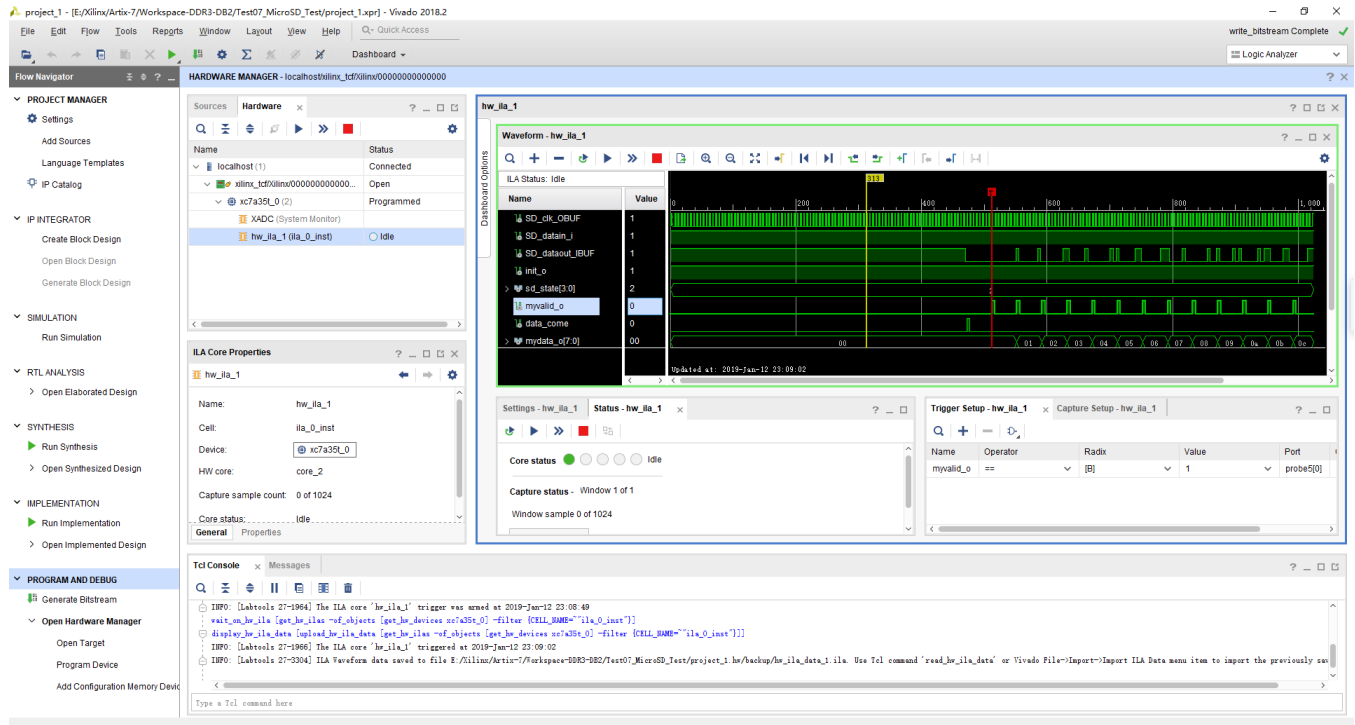 project_1 - [E:/Xilinx/Artix-7/Workspace-DDR3-DB2/Test07_MicroSD_Test/project_1.xpr] - Vivado 2018.2
File Edit Flow Tools Reports Window Layout View Help Quick Access write_bitstream Complete
Dashboard Logic Analyzer
Flow Navigator
HARDWARE MANAGER - localhost/xilinx_tcf/Xilinx/00000000000000
PROJECT MANAGER
Settings
Add Sources
Language Templates
IP Catalog
IP INTEGRATOR
Create Block Design
Open Block Design
Generate Block Design
SIMULATION
Run Simulation
RTL ANALYSIS
Open Elaborated Design
SYNTHESIS
Run Synthesis
Open Synthesized Design
IMPLEMENTATION
Run Implementation
Open Implemented Design
PROGRAM AND DEBUG
Generate Bitstream
Open Hardware Manager
Open Target
Program Device
Add Configuration Memory Devic
Sources Hardware
Name Status
localhost (1) Connected
xilinx_tcf/Xilinx/000000000000... Open
xc7a35t_0 (2) Programmed
XADC (System Monitor)
hw_ila_1 (ila_0_inst) Idle
ILA Core Properties
hw_ila_1
Name: hw_ila_1
Cell: ila_0_inst
Device: xc7a35t_0
HW core: core_2
Capture sample count: 0 of 1024
Core status: Idle
General Properties
hw_ila_1
Dashboard Options
Waveform - hw_ila_1
ILA Status: Idle
313
Name Value 0 200 400 600 800 1,000
SD_clk_OBUF 1
SD_datain_i 1
SD_dataout_IBUF 1
init_o 1
sd_state[3:0] 2 2
myvalid_o 0
data_come 0
mydata_o[7:0] 00 00 01 02 03 04 05 06 07 08 09 0a 0b 0c
Updated at: 2019-Jan-12 23:09:02
Settings - hw_ila_1 Status - hw_ila_1
Core status Idle
Capture status - Window 1 of 1
Window sample 0 of 1024
Trigger Setup - hw_ila_1 Capture Setup - hw_ila_1
Name Operator Radix Value Port
myvalid_o == [B] 1 probe5[0]
Tcl Console Messages
INFO: [Labtools 27-1964] The ILA core 'hw_ila_1' trigger was armed at 2019-Jan-12 23:08:49
wait_on_hw_ila [get_hw_ilas -of_objects [get_hw_devices xc7a35t_0] -filter {CELL_NAME=~"ila_0_inst"}]
display_hw_ila_data [upload_hw_ila_data [get_hw_ilas -of_objects [get_hw_devices xc7a35t_0] -filter {CELL_NAME=~"ila_0_inst"}]]
INFO: [Labtools 27-1966] The ILA core 'hw_ila_1' triggered at 2019-Jan-12 23:09:02
INFO: [Labtools 27-3304] ILA Waveform data saved to file E:/Xilinx/Artix-7/Workspace-DDR3-DB2/Test07_MicroSD_Test/project_1.hw/backup/hw_ila_data_1.ila. Use Tcl command 'read_hw_ila_data' or Vivado File->Import->Import ILA Data menu item to import the previously sav
Type a Tcl command here